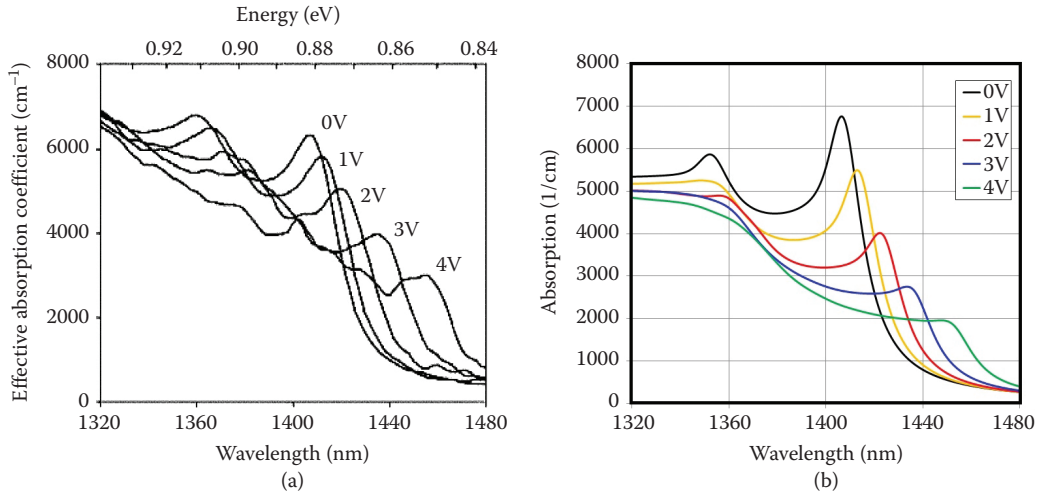 Energy (eV)
0.92 0.90 0.88 0.86 0.84
8000
6000
4000
2000
0
Effective absorption coefficient (cm⁻¹)
0V
1V
2V
3V
4V
1320 1360 1400 1440 1480
Wavelength (nm)
(a)
8000
7000
6000
5000
4000
3000
2000
1000
0
Absorption (1/cm)
0V
1V
2V
3V
4V
1320 1360 1400 1440 1480
Wavelength (nm)
(b)